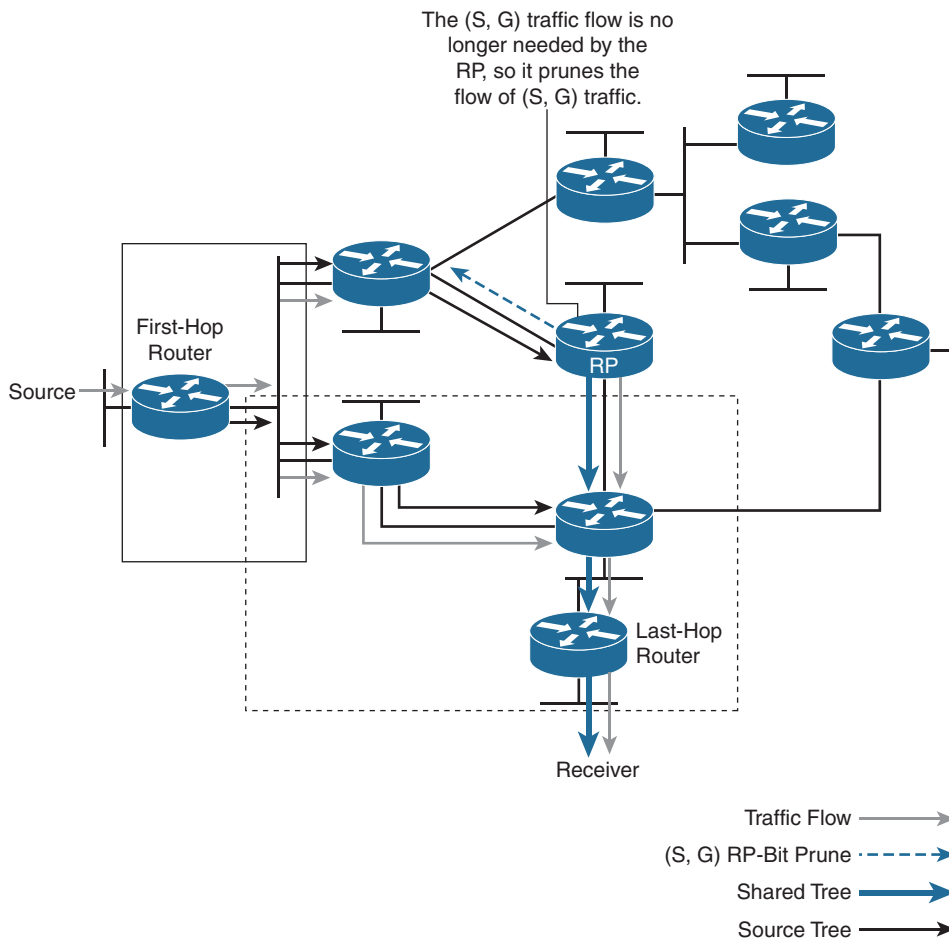 The (S, G) traffic flow is no
longer needed by the
RP, so it prunes the
flow of (S, G) traffic.
First-Hop
Router
Source
RP
Last-Hop
Router
Receiver
Traffic Flow
(S, G) RP-Bit Prune
Shared Tree
Source Tree